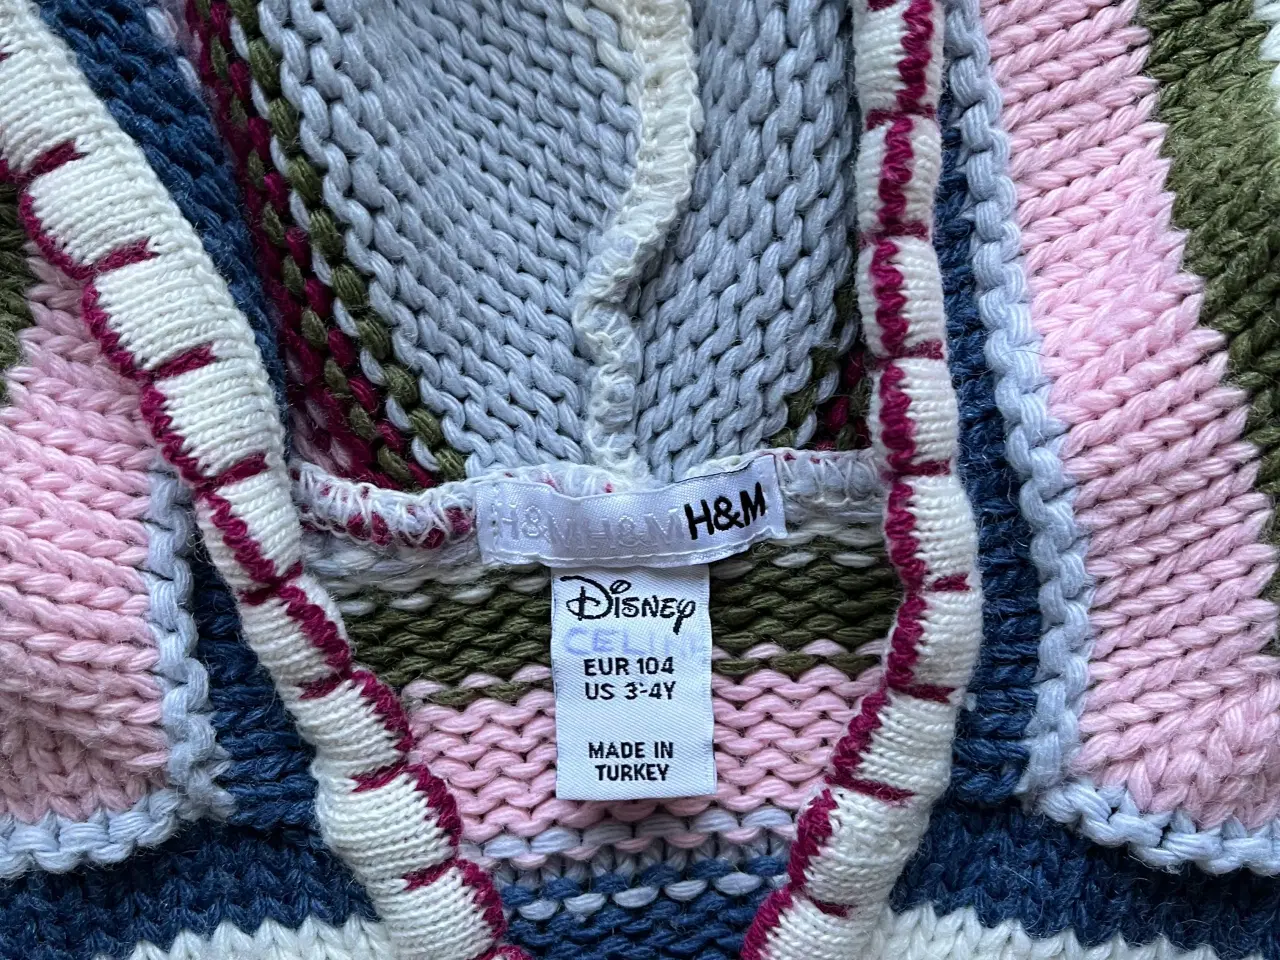 H&M H&M H&M
Disney
EUR 104
US 3-4Y
MADE IN
TURKEY